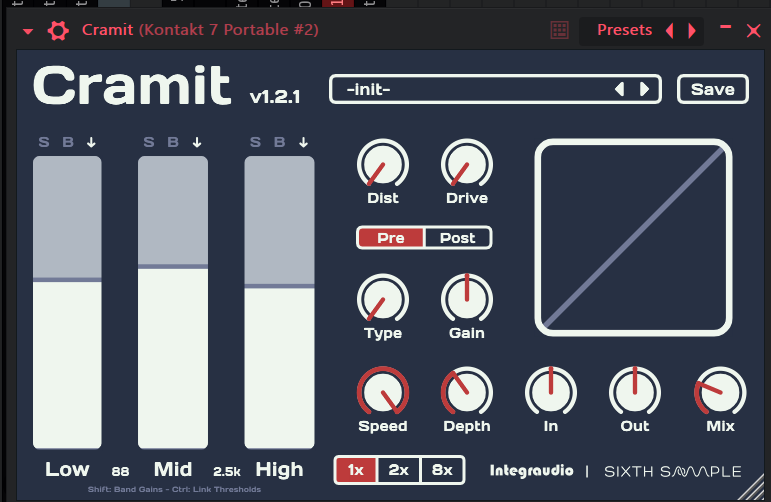 Cramit (Kontakt 7 Portable #2)
Presets
Cramit v1.2.1
-init-
Save
S B ↓ S B ↓ S B ↓
Dist Drive
Pre Post
Type Gain
Speed Depth In Out Mix
Low 88 Mid 2.5k High
1x 2x 8x
Integraudio | SIXTH SAMPLE
Shift: Band Gains - Ctrl: Link Thresholds